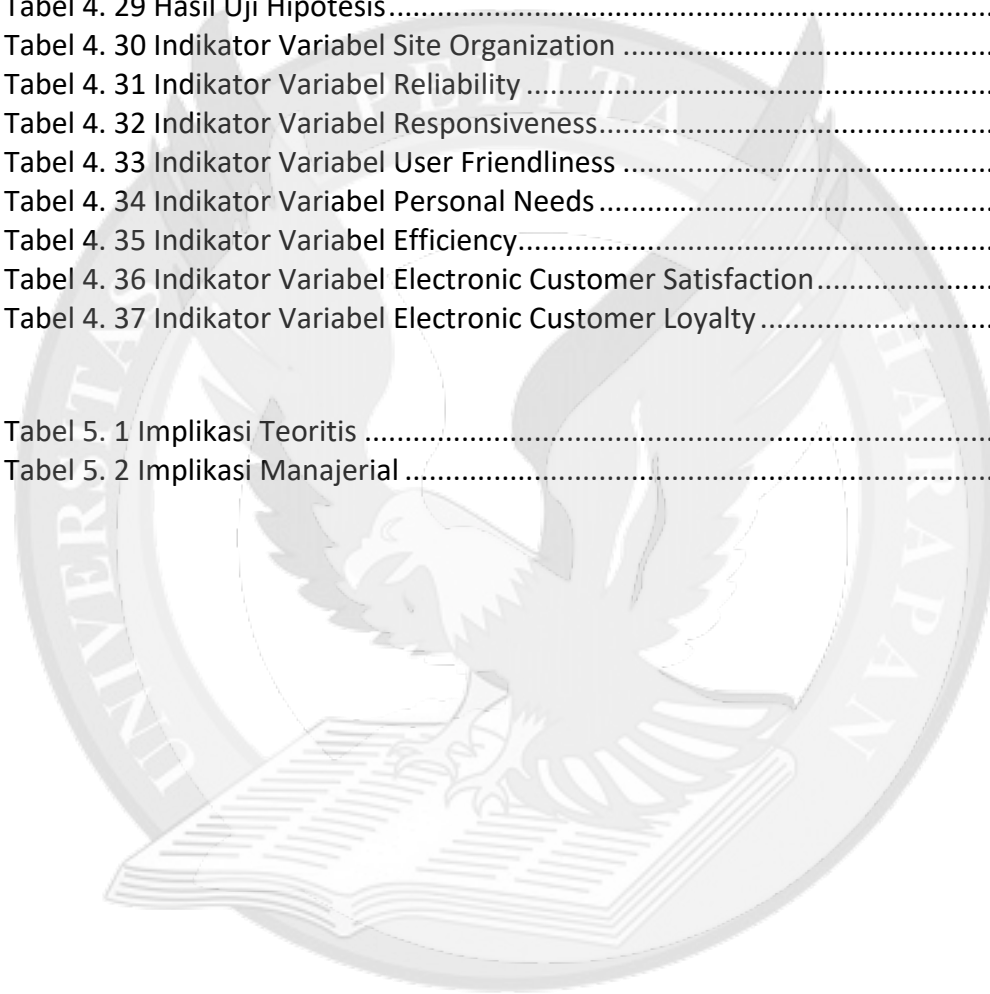 Tabel 4. 29 Hasil Uji Hipotesis....................................................................
Tabel 4. 30 Indikator Variabel Site Organization ..........................................
Tabel 4. 31 Indikator Variabel Reliability......................................................
Tabel 4. 32 Indikator Variabel Responsiveness.............................................
Tabel 4. 33 Indikator Variabel User Friendliness ..........................................
Tabel 4. 34 Indikator Variabel Personal Needs.............................................
Tabel 4. 35 Indikator Variabel Efficiency.......................................................
Tabel 4. 36 Indikator Variabel Electronic Customer Satisfaction....................
Tabel 4. 37 Indikator Variabel Electronic Customer Loyalty...........................
Tabel 5. 1 Implikasi Teoritis .........................................................................
Tabel 5. 2 Implikasi Manajerial ....................................................................
UNIVERSITAS PELITA HARAPAN